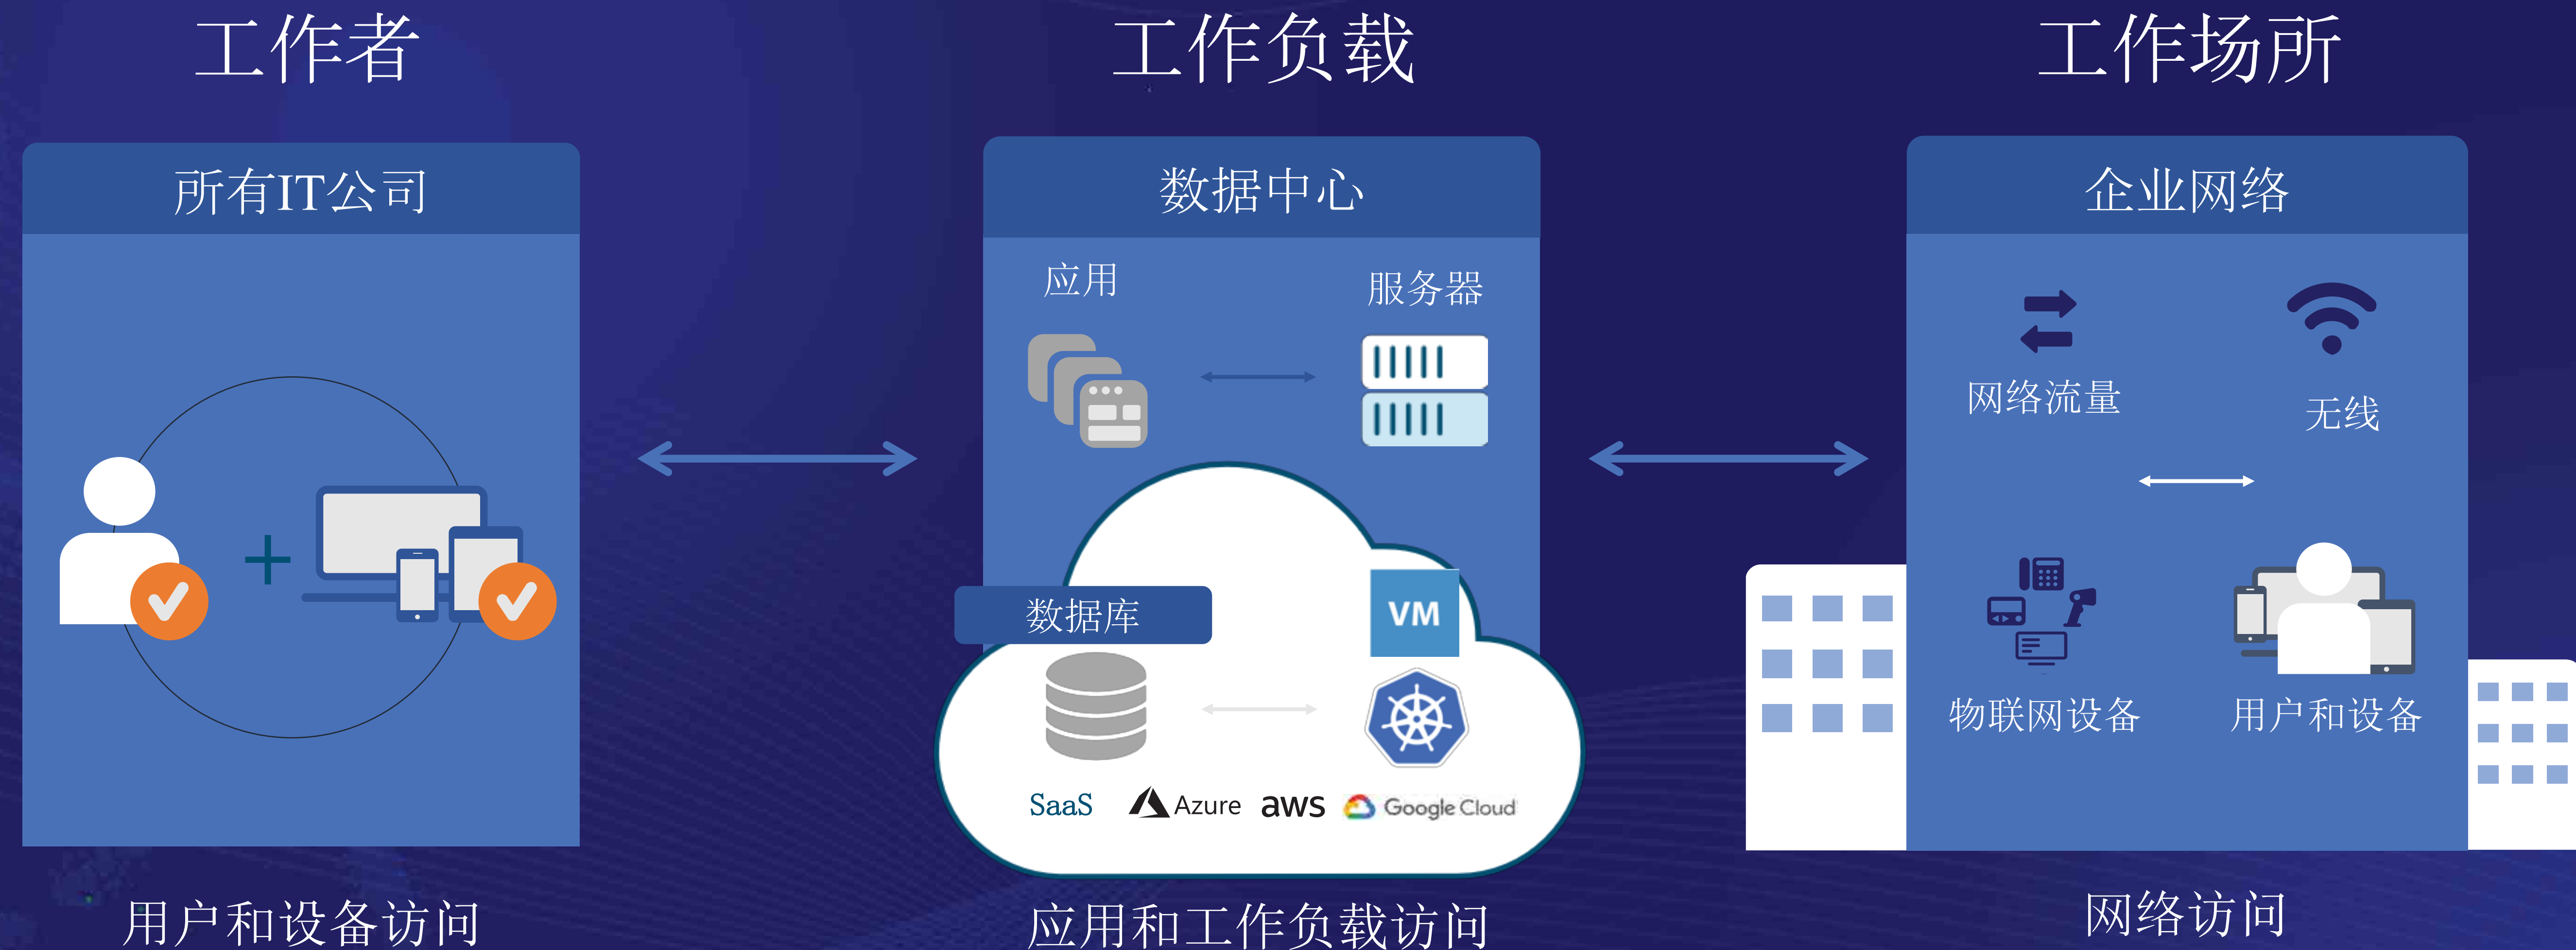 工作者
所有IT公司
用户和设备访问
工作负载
数据中心
应用
服务器
数据库
VM
SaaS
Azure
aws
Google Cloud
应用和工作负载访问
工作场所
企业网络
网络流量
无线
物联网设备
用户和设备
网络访问